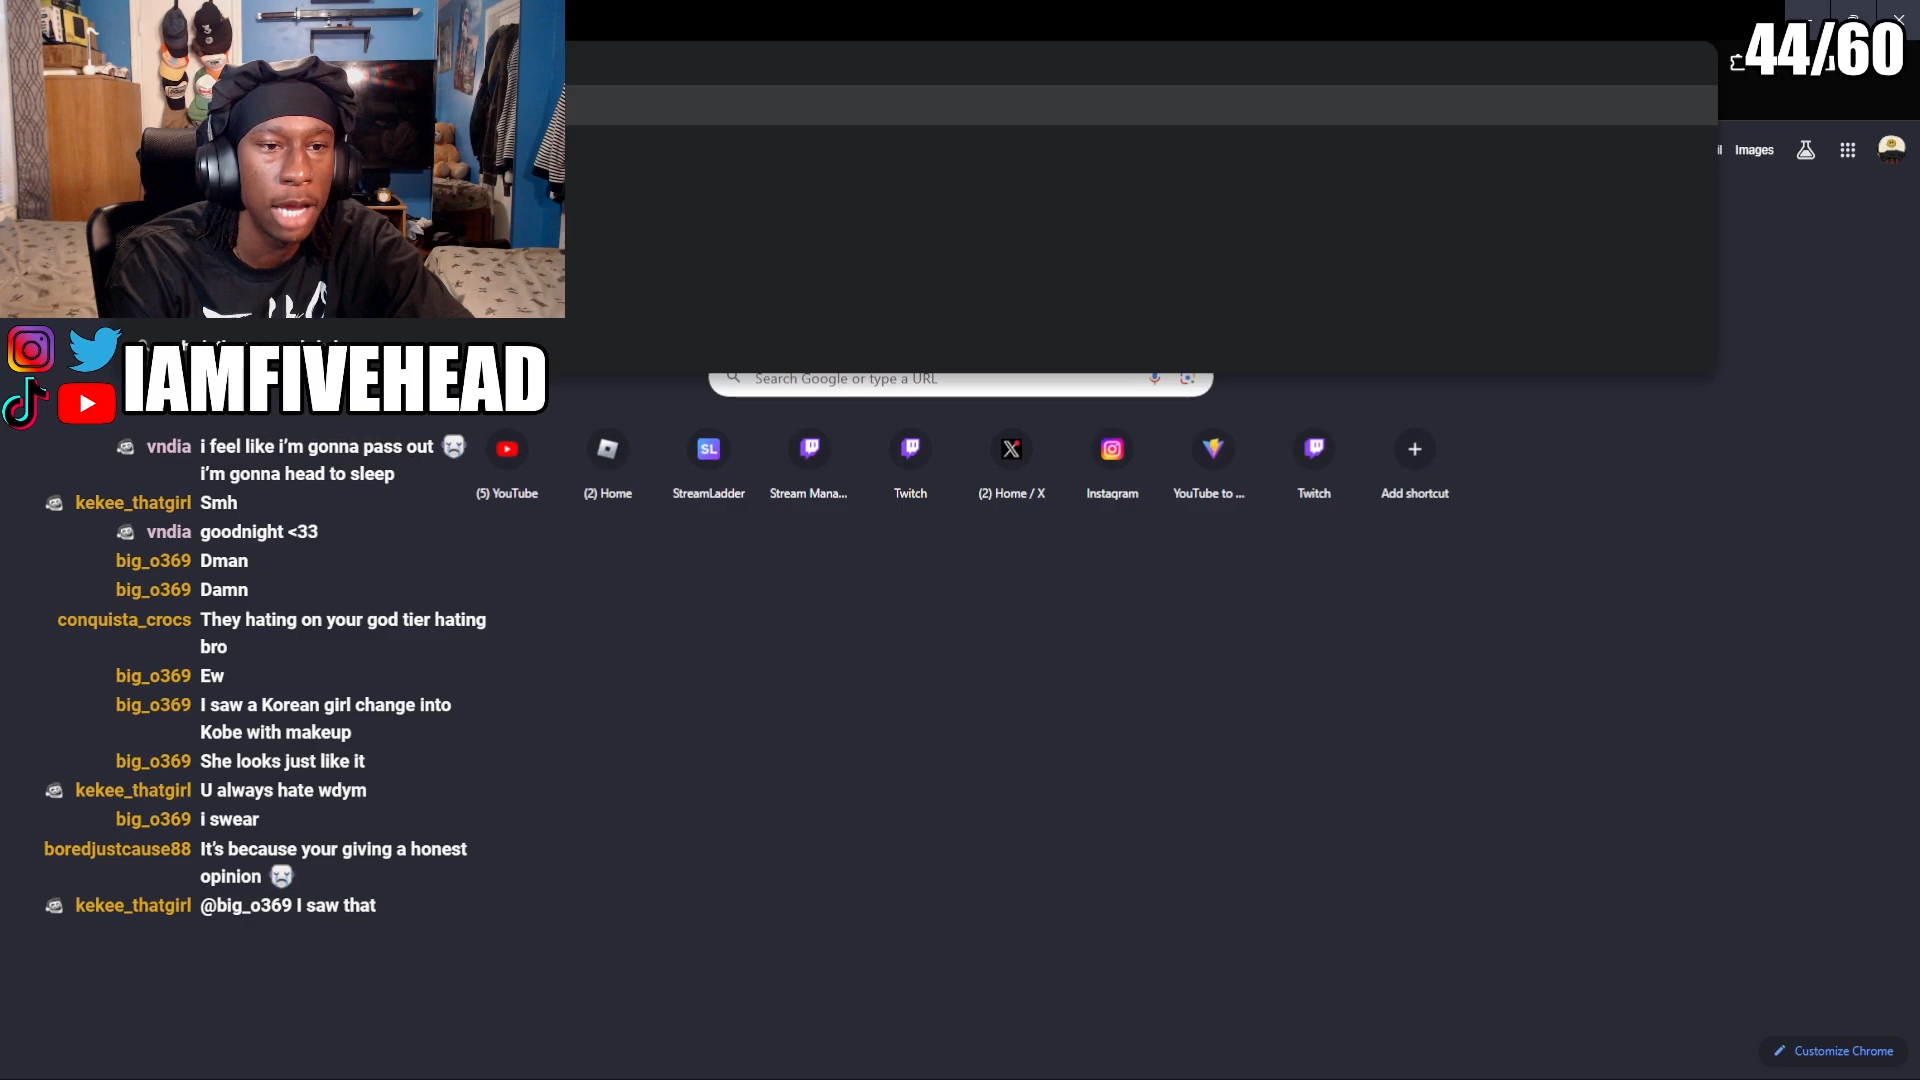 44/60
Images
IAMFIVEHEAD
Search Google or type a URL
SL
(5) YouTube
(2) Home
StreamLadder
Stream Mana...
Twitch
(2) Home / X
Instagram
YouTube to ...
Twitch
Add shortcut
vndia i feel like i’m gonna pass out
i’m gonna head to sleep
kekee_thatgirl Smh
vndia goodnight <33
big_o369 Dman
big_o369 Damn
conquista_crocs They hating on your god tier hating
bro
big_o369 Ew
big_o369 I saw a Korean girl change into
Kobe with makeup
big_o369 She looks just like it
kekee_thatgirl U always hate wdym
big_o369 i swear
boredjustcause88 It’s because your giving a honest
opinion
kekee_thatgirl @big_o369 I saw that
Customize Chrome